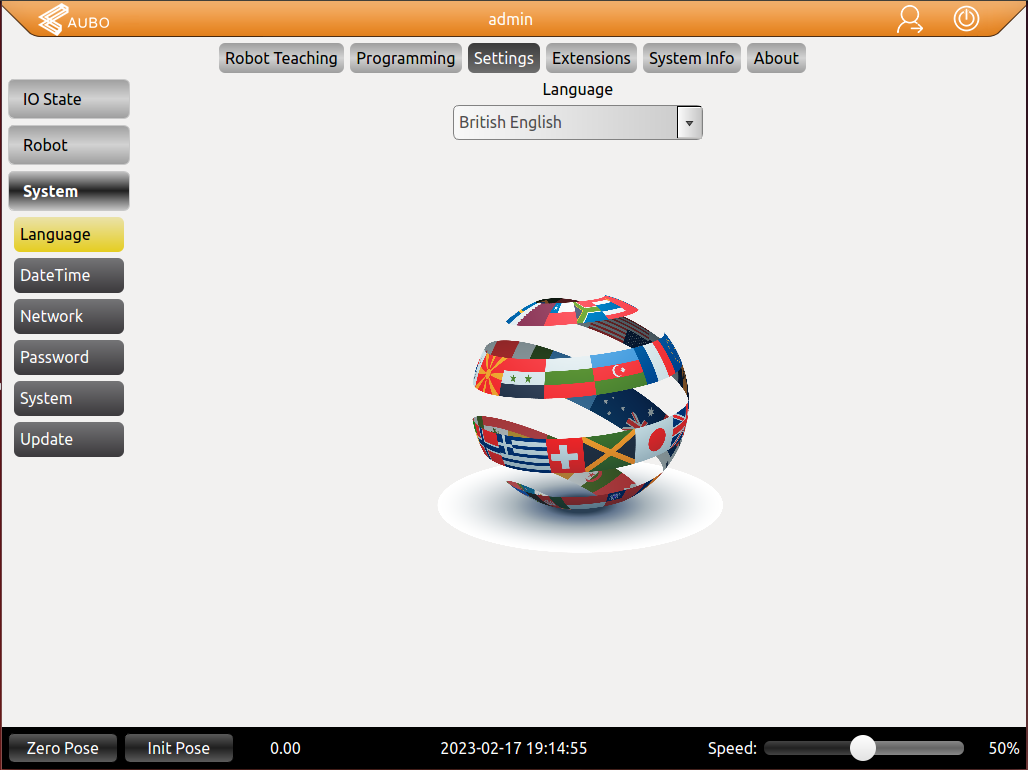 AUBO
admin
Robot Teaching
Programming
Settings
Extensions
System Info
About
IO State
Robot
System
Language
DateTime
Network
Password
System
Update
Language
British English
Zero Pose
Init Pose
0.00
2023-02-17 19:14:55
Speed:
50%